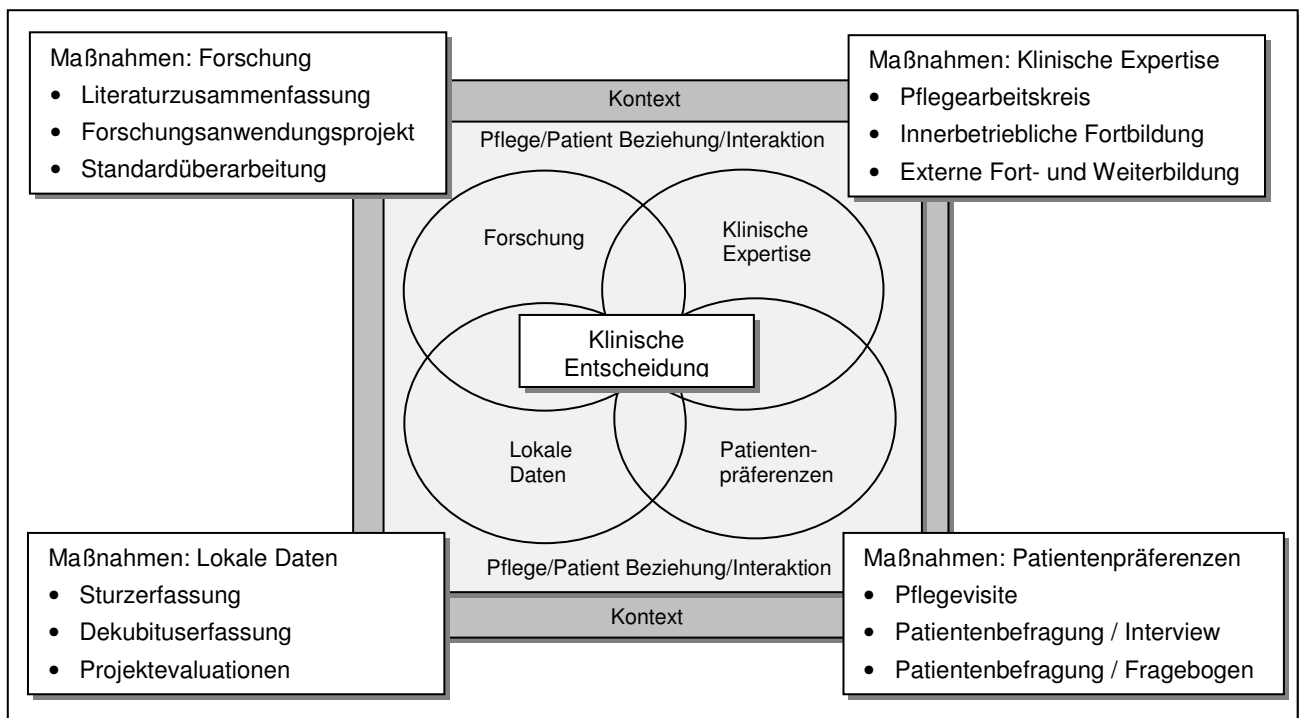 Maßnahmen: Forschung
• Literaturzusammenfassung
• Forschungsanwendungsprojekt
• Standardüberarbeitung
Maßnahmen: Klinische Expertise
• Pflegearbeitskreis
• Innerbetriebliche Fortbildung
• Externe Fort- und Weiterbildung
Kontext
Pflege/Patient Beziehung/Interaktion
Forschung
Klinische
Expertise
Klinische
Entscheidung
Lokale
Daten
Patienten-
präferenzen
Pflege/Patient Beziehung/Interaktion
Kontext
Maßnahmen: Lokale Daten
• Sturzerfassung
• Dekubituserfassung
• Projektevaluationen
Maßnahmen: Patientenpräferenzen
• Pflegevisite
• Patientenbefragung / Interview
• Patientenbefragung / Fragebogen